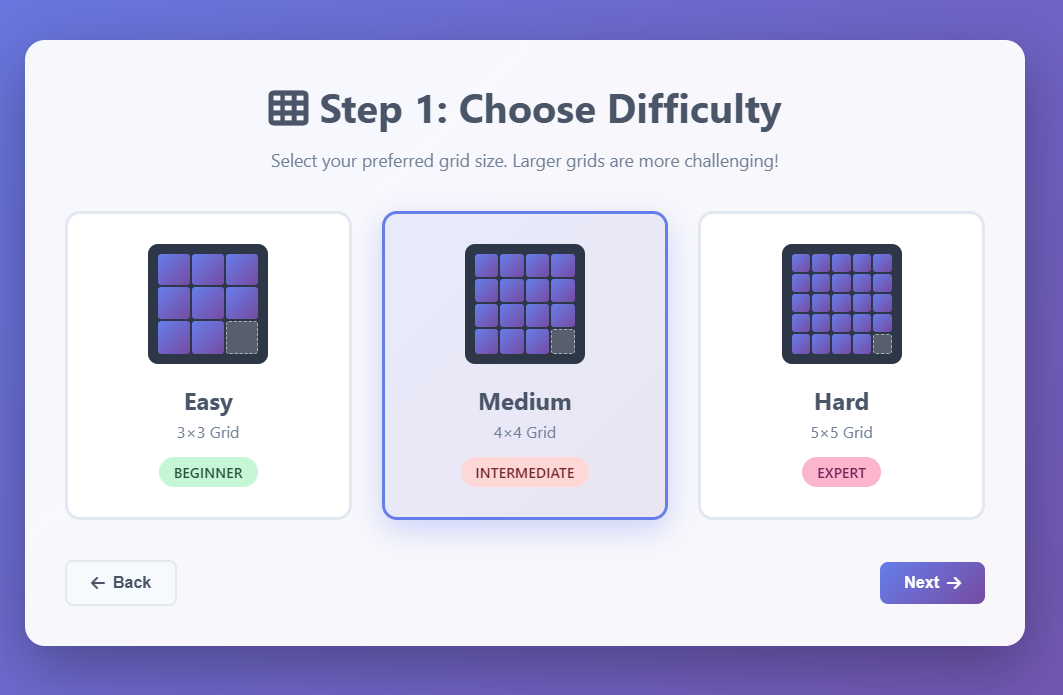 Step 1: Choose Difficulty
Select your preferred grid size. Larger grids are more challenging!
Easy
3×3 Grid
BEGINNER
Medium
4×4 Grid
INTERMEDIATE
Hard
5×5 Grid
EXPERT
← Back
Next →